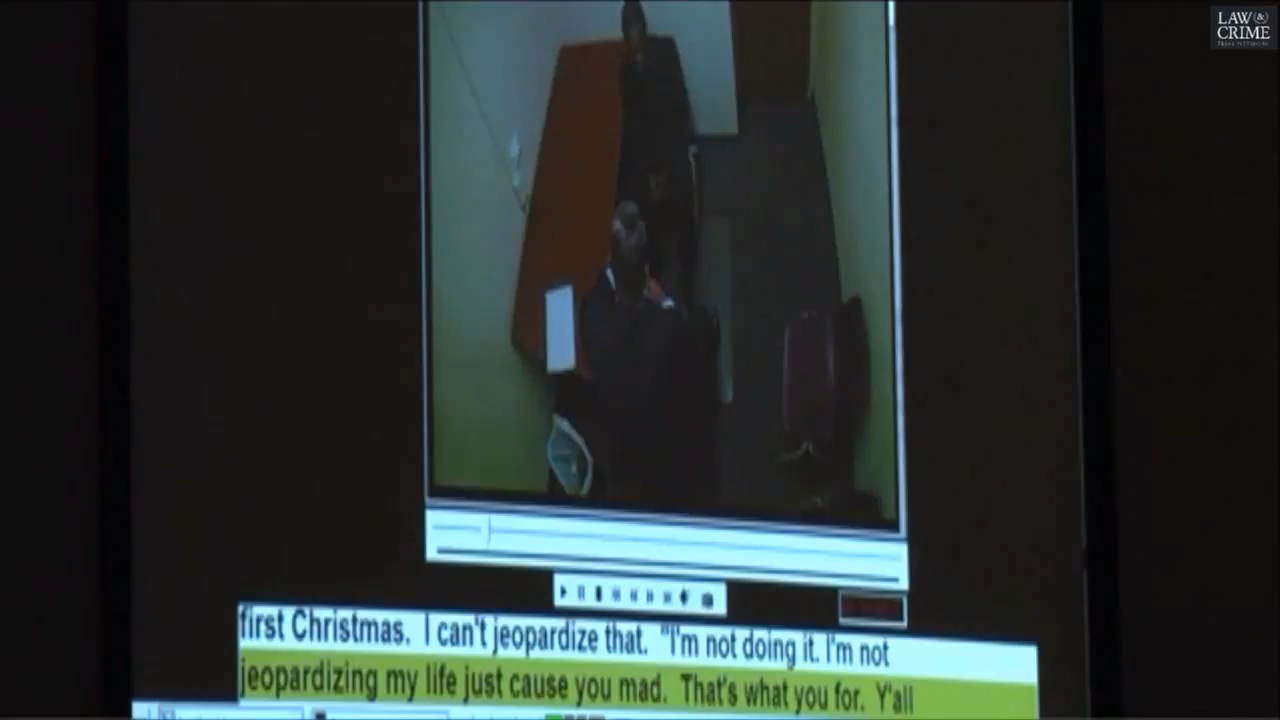 LAW &
CRIME
first Christmas. I can't jeopardize that. "I'm not doing it. I'm not
jeopardizing my life just cause you mad. That's what you for. Y'all